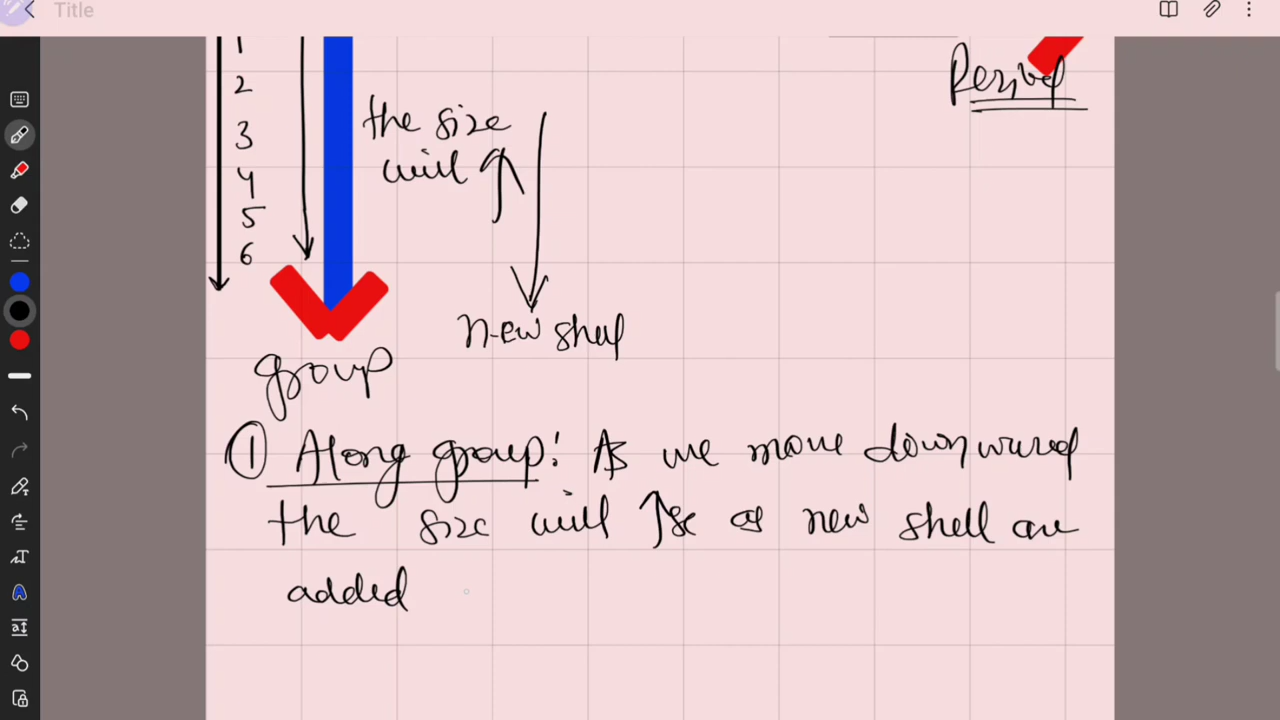 Title
1
2
3
4
5
6
the size
will ↑
Period
new shell
group
① Along group: As we move downward
the size will ↑se as new shell are
added